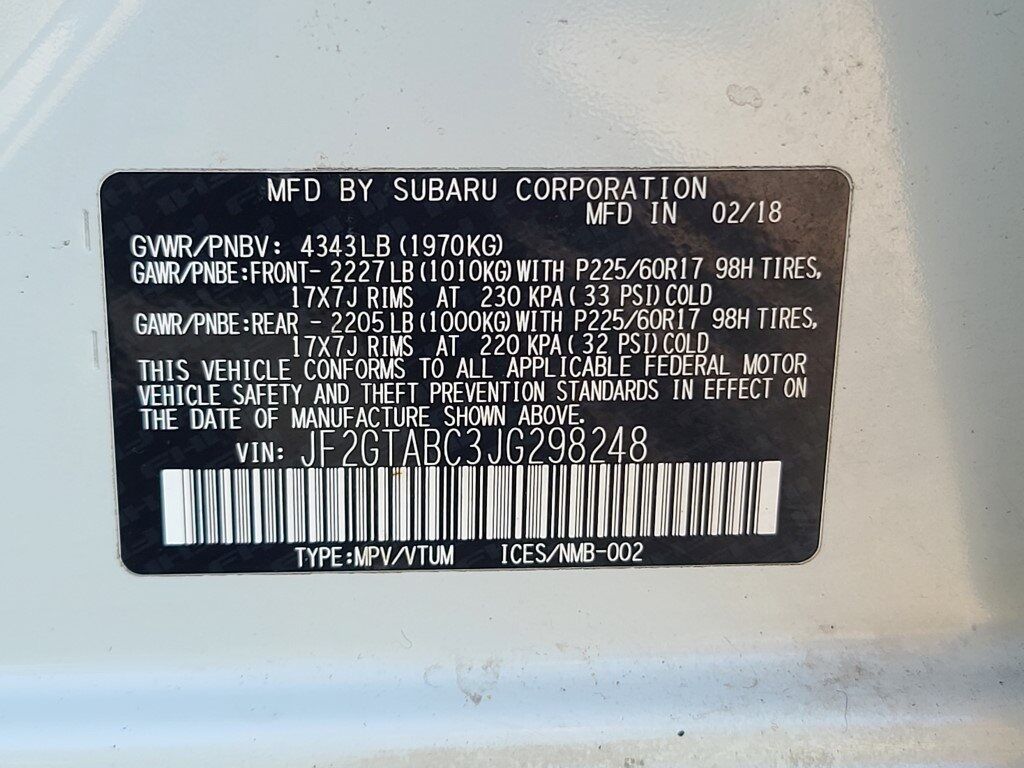 MFD BY SUBARU CORPORATION
MFD IN 02/18
GVWR/PNBV: 4343LB(1970KG)
GAWR/PNBE:FRONT- 2227LB(1010KG)WITH P225/60R17 98H TIRES,
17X7J RIMS AT 230 KPA( 33 PSI)COLD
GAWR/PNBE:REAR - 2205LB(1000KG)WITH P225/60R17 98H TIRES,
17X7J RIMS AT 220 KPA( 32 PSI)COLD
THIS VEHICLE CONFORMS TO ALL APPLICABLE FEDERAL MOTOR
VEHICLE SAFETY AND THEFT PREVENTION STANDARDS IN EFFECT ON
THE DATE OF MANUFACTURE SHOWN ABOVE.
VIN: JF2GTABC3JG298248
TYPE:MPV/VTUM ICES/NMB-002